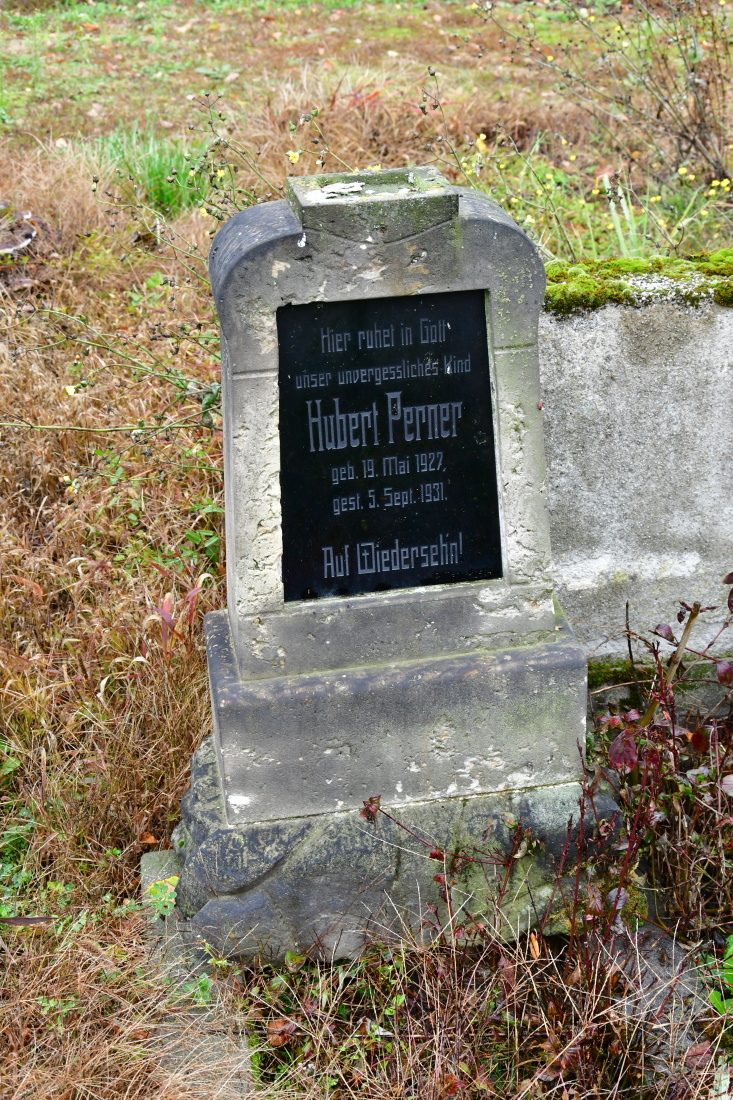 Hier ruhet in Gott
unser unvergessliches Kind
Hubert Perner
geb. 19. Mai 1927,
gest. 5. Sept. 1931.
Auf Wiedersehn!